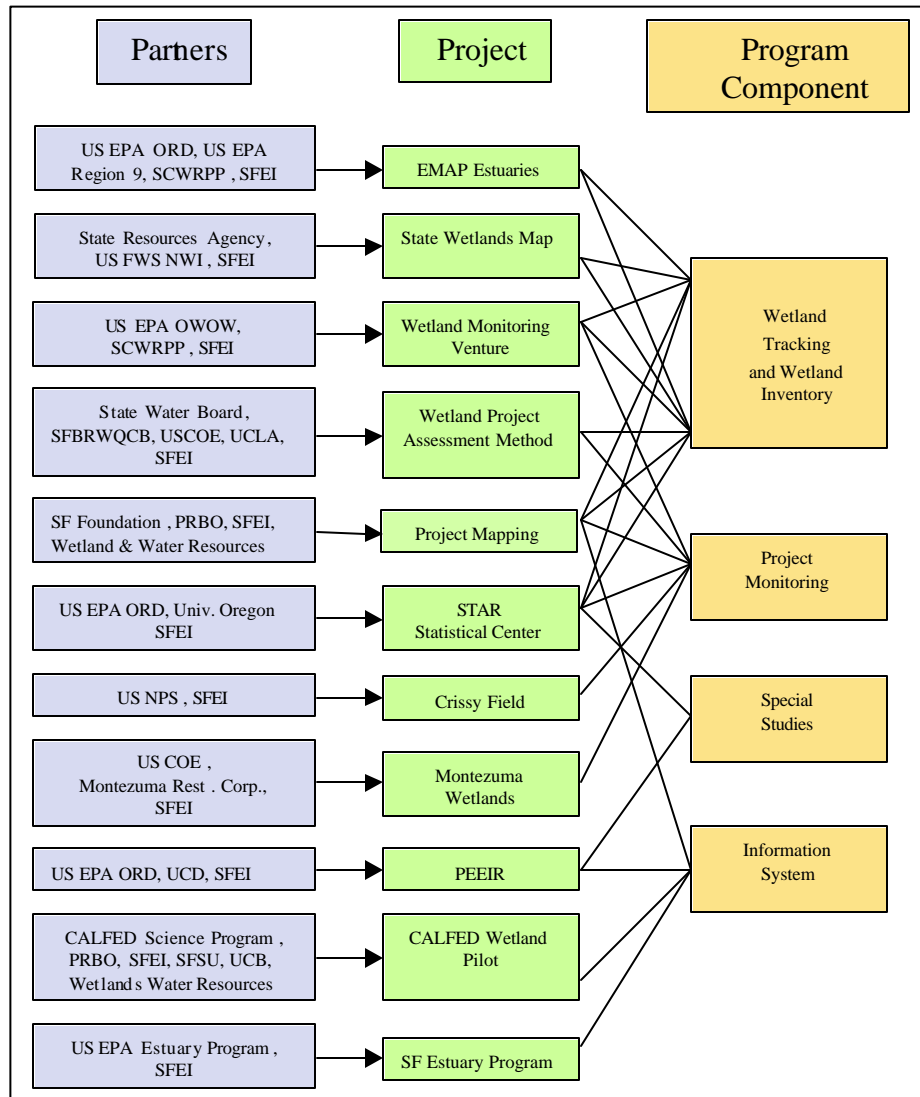 Partners
Project
Program
Component
US EPA ORD, US EPA
Region 9, SCWRPP , SFEI
EMAP Estuaries
State Resources Agency ,
US FWS NWI , SFEI
State Wetlands Map
US EPA OWOW,
SCWRPP , SFEI
Wetland Monitoring
Venture
Wetland
Tracking
and Wetland
Inventory
State Water Board ,
SFBRWQCB, USCOE, UCLA,
SFEI
Wetland Project
Assessment Method
SF Foundation , PRBO, SFEI,
Wetland & Water Resources
Project Mapping
Project
Monitoring
US EPA ORD, Univ. Oregon
SFEI
STAR
Statistical Center
US NPS , SFEI
Crissy Field
Special
Studies
US COE ,
Montezuma Rest . Corp.,
SFEI
Montezuma
Wetlands
US EPA ORD, UCD, SFEI
PEEIR
Information
System
CALFED Science Program ,
PRBO, SFEI, SFSU, UCB,
Wetlands Water Resources
CALFED Wetland
Pilot
US EPA Estuary Program ,
SFEI
SF Estuary Program